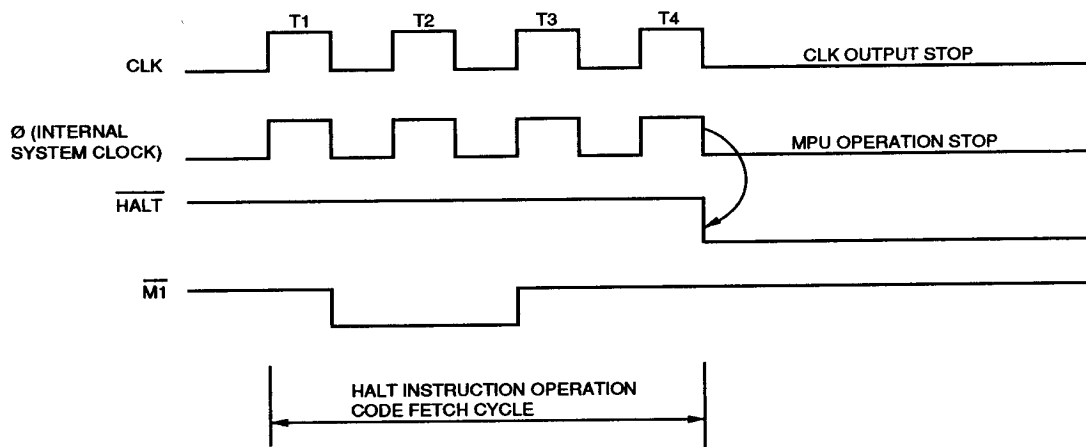 T1 T2 T3 T4
CLK
CLK OUTPUT STOP
Ø (INTERNAL
SYSTEM CLOCK)
MPU OPERATION STOP
HALT
M1
HALT INSTRUCTION OPERATION
CODE FETCH CYCLE